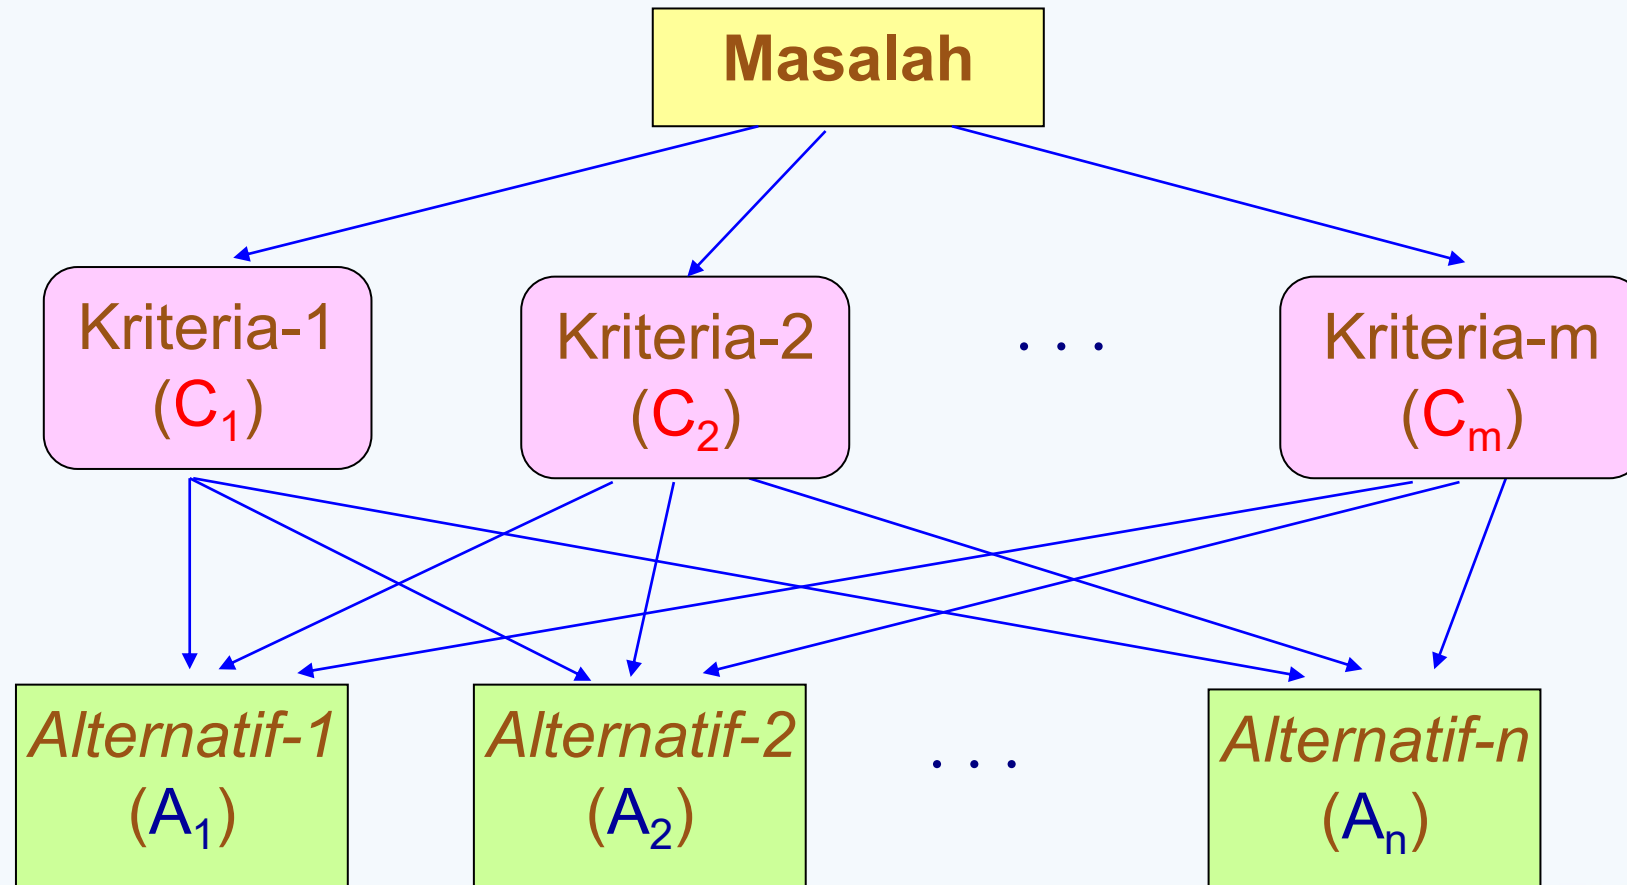 Masalah
Kriteria-1
(C₁)
Kriteria-2
(C₂)
. . .
Kriteria-m
(Cₘ)
Alternatif-1
(A₁)
Alternatif-2
(A₂)
. . .
Alternatif-n
(Aₙ)